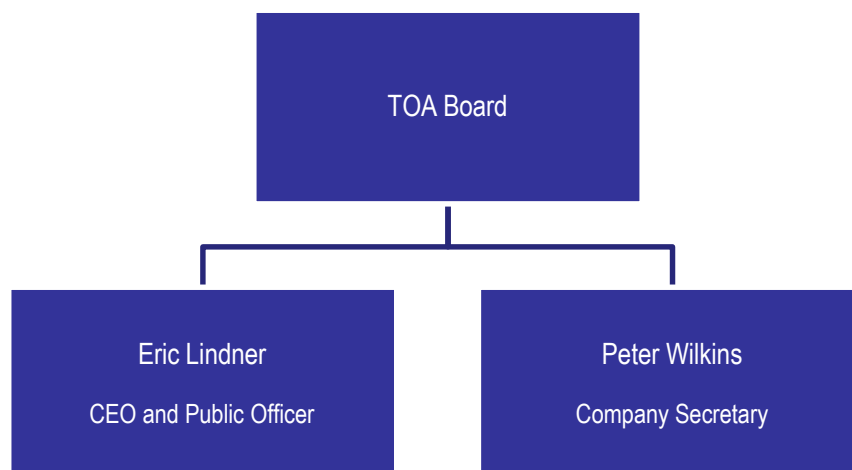 TOA Board
Eric Lindner
CEO and Public Officer
Peter Wilkins
Company Secretary